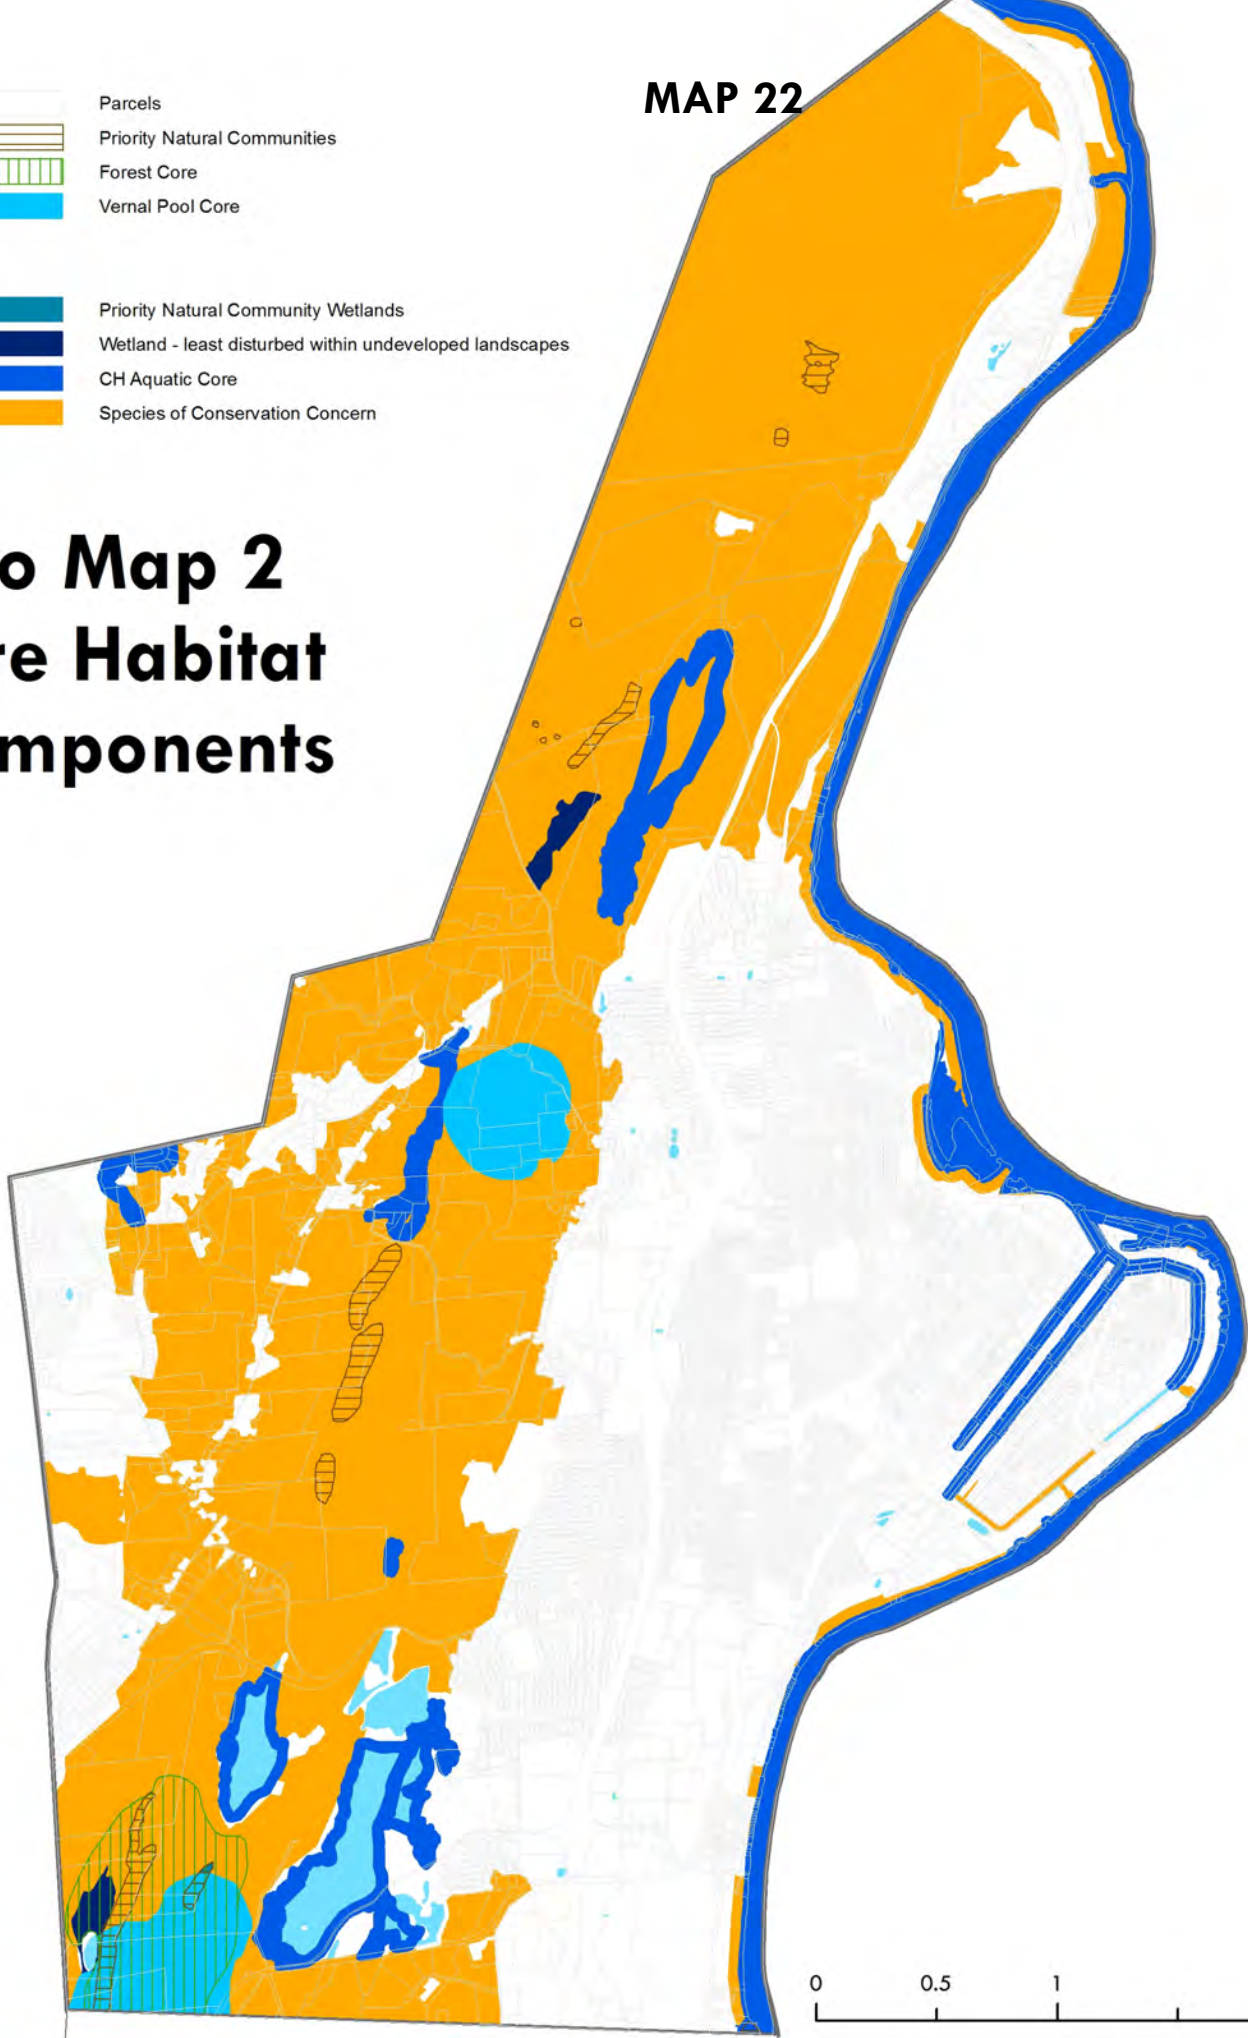 MAP 22
Parcels
Priority Natural Communities
Forest Core
Vernal Pool Core
Priority Natural Community Wetlands
Wetland - least disturbed within undeveloped landscapes
CH Aquatic Core
Species of Conservation Concern
o Map 2
re Habitat
mponents
0 0.5 1